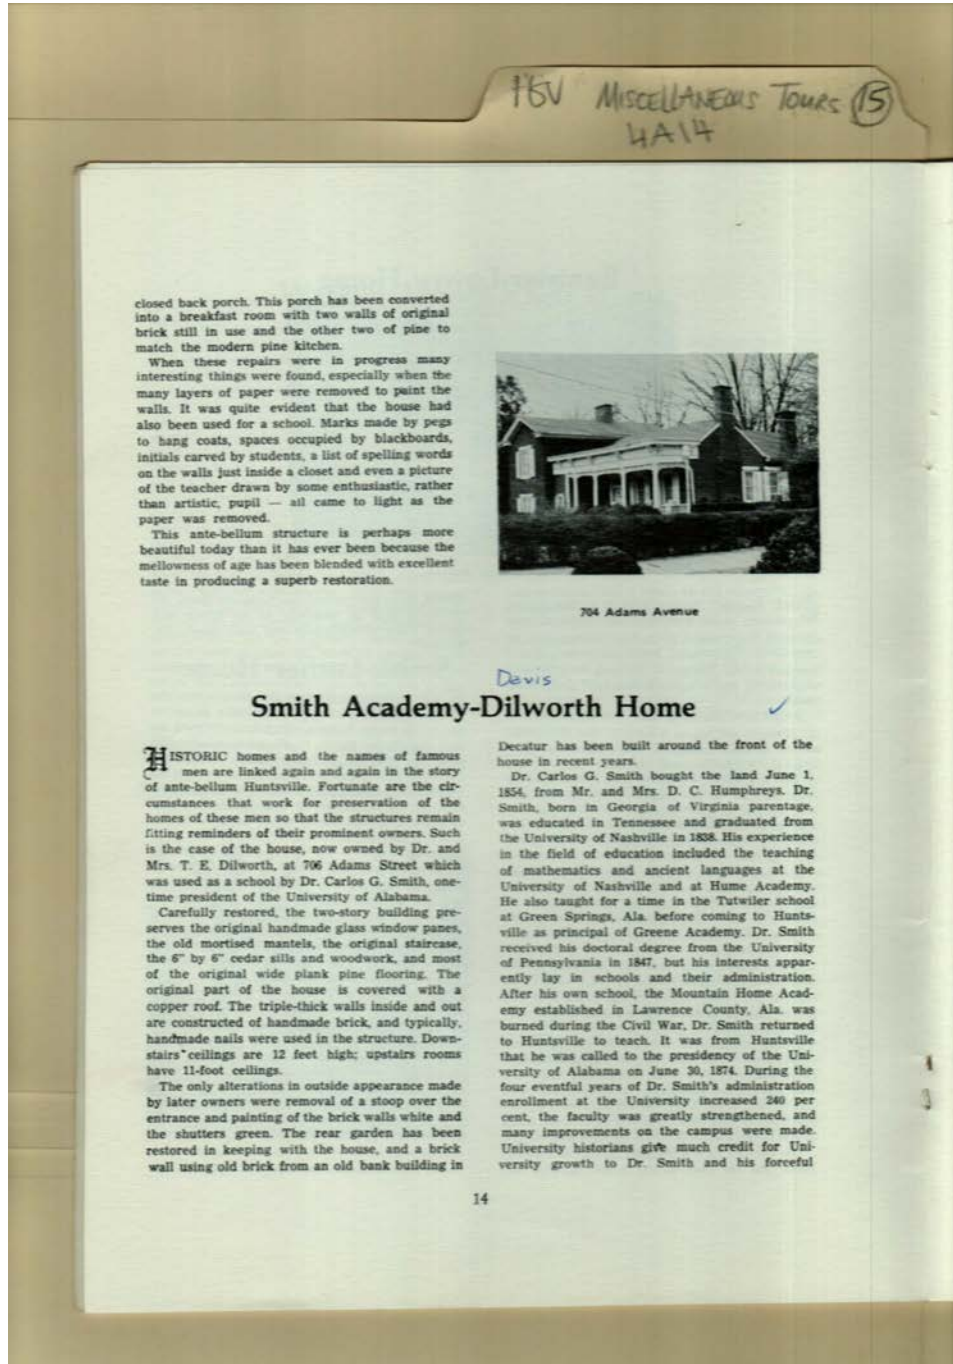 HSV MISCELLANEOUS TOURS 15
4A14
closed back porch. This porch has been converted
into a breakfast room with two walls of original
brick still in use and the other two of pine to
match the modern pine kitchen.
When these repairs were in progress many
interesting things were found, especially when the
many layers of paper were removed to paint the
walls. It was quite evident that the house had
also been used for a school. Marks made by pegs
to hang coats, spaces occupied by blackboards,
initials carved by students, a list of spelling words
on the walls just inside a closet and even a picture
of the teacher drawn by some enthusiastic, rather
than artistic, pupil — all came to light as the
paper was removed.
This ante-bellum structure is perhaps more
beautiful today than it has ever been because the
mellowness of age has been blended with excellent
taste in producing a superb restoration.
704 Adams Avenue
Davis
Smith Academy-Dilworth Home ✓
HISTORIC homes and the names of famous
men are linked again and again in the story
of ante-bellum Huntsville. Fortunate are the cir-
cumstances that work for preservation of the
homes of these men so that the structures remain
fitting reminders of their prominent owners. Such
is the case of the house, now owned by Dr. and
Mrs. T. E. Dilworth, at 706 Adams Street which
was used as a school by Dr. Carlos G. Smith, one-
time president of the University of Alabama.
Carefully restored, the two-story building pre-
serves the original handmade glass window panes,
the old mortised mantels, the original staircase,
the 6" by 6" cedar sills and woodwork, and most
of the original wide plank pine flooring. The
original part of the house is covered with a
copper roof. The triple-thick walls inside and out
are constructed of handmade brick, and typically,
handmade nails were used in the structure. Down-
stairs ceilings are 12 feet high; upstairs rooms
have 11-foot ceilings.
The only alterations in outside appearance made
by later owners were removal of a stoop over the
entrance and painting of the brick walls white and
the shutters green. The rear garden has been
restored in keeping with the house, and a brick
wall using old brick from an old bank building in
Decatur has been built around the front of the
house in recent years.
Dr. Carlos G. Smith bought the land June 1,
1854, from Mr. and Mrs. D. C. Humphreys. Dr.
Smith, born in Georgia of Virginia parentage,
was educated in Tennessee and graduated from
the University of Nashville in 1838. His experience
in the field of education included the teaching
of mathematics and ancient languages at the
University of Nashville and at Hume Academy.
He also taught for a time in the Tutwiler school
at Green Springs, Ala. before coming to Hunts-
ville as principal of Greene Academy. Dr. Smith
received his doctoral degree from the University
of Pennsylvania in 1847, but his interests appar-
ently lay in schools and their administration.
After his own school, the Mountain Home Acad-
emy established in Lawrence County, Ala. was
burned during the Civil War, Dr. Smith returned
to Huntsville to teach. It was from Huntsville
that he was called to the presidency of the Uni-
versity of Alabama on June 30, 1874. During the
four eventful years of Dr. Smith's administration
enrollment at the University increased 240 per
cent, the faculty was greatly strengthened, and
many improvements on the campus were made.
University historians give much credit for Uni-
versity growth to Dr. Smith and his forceful
14